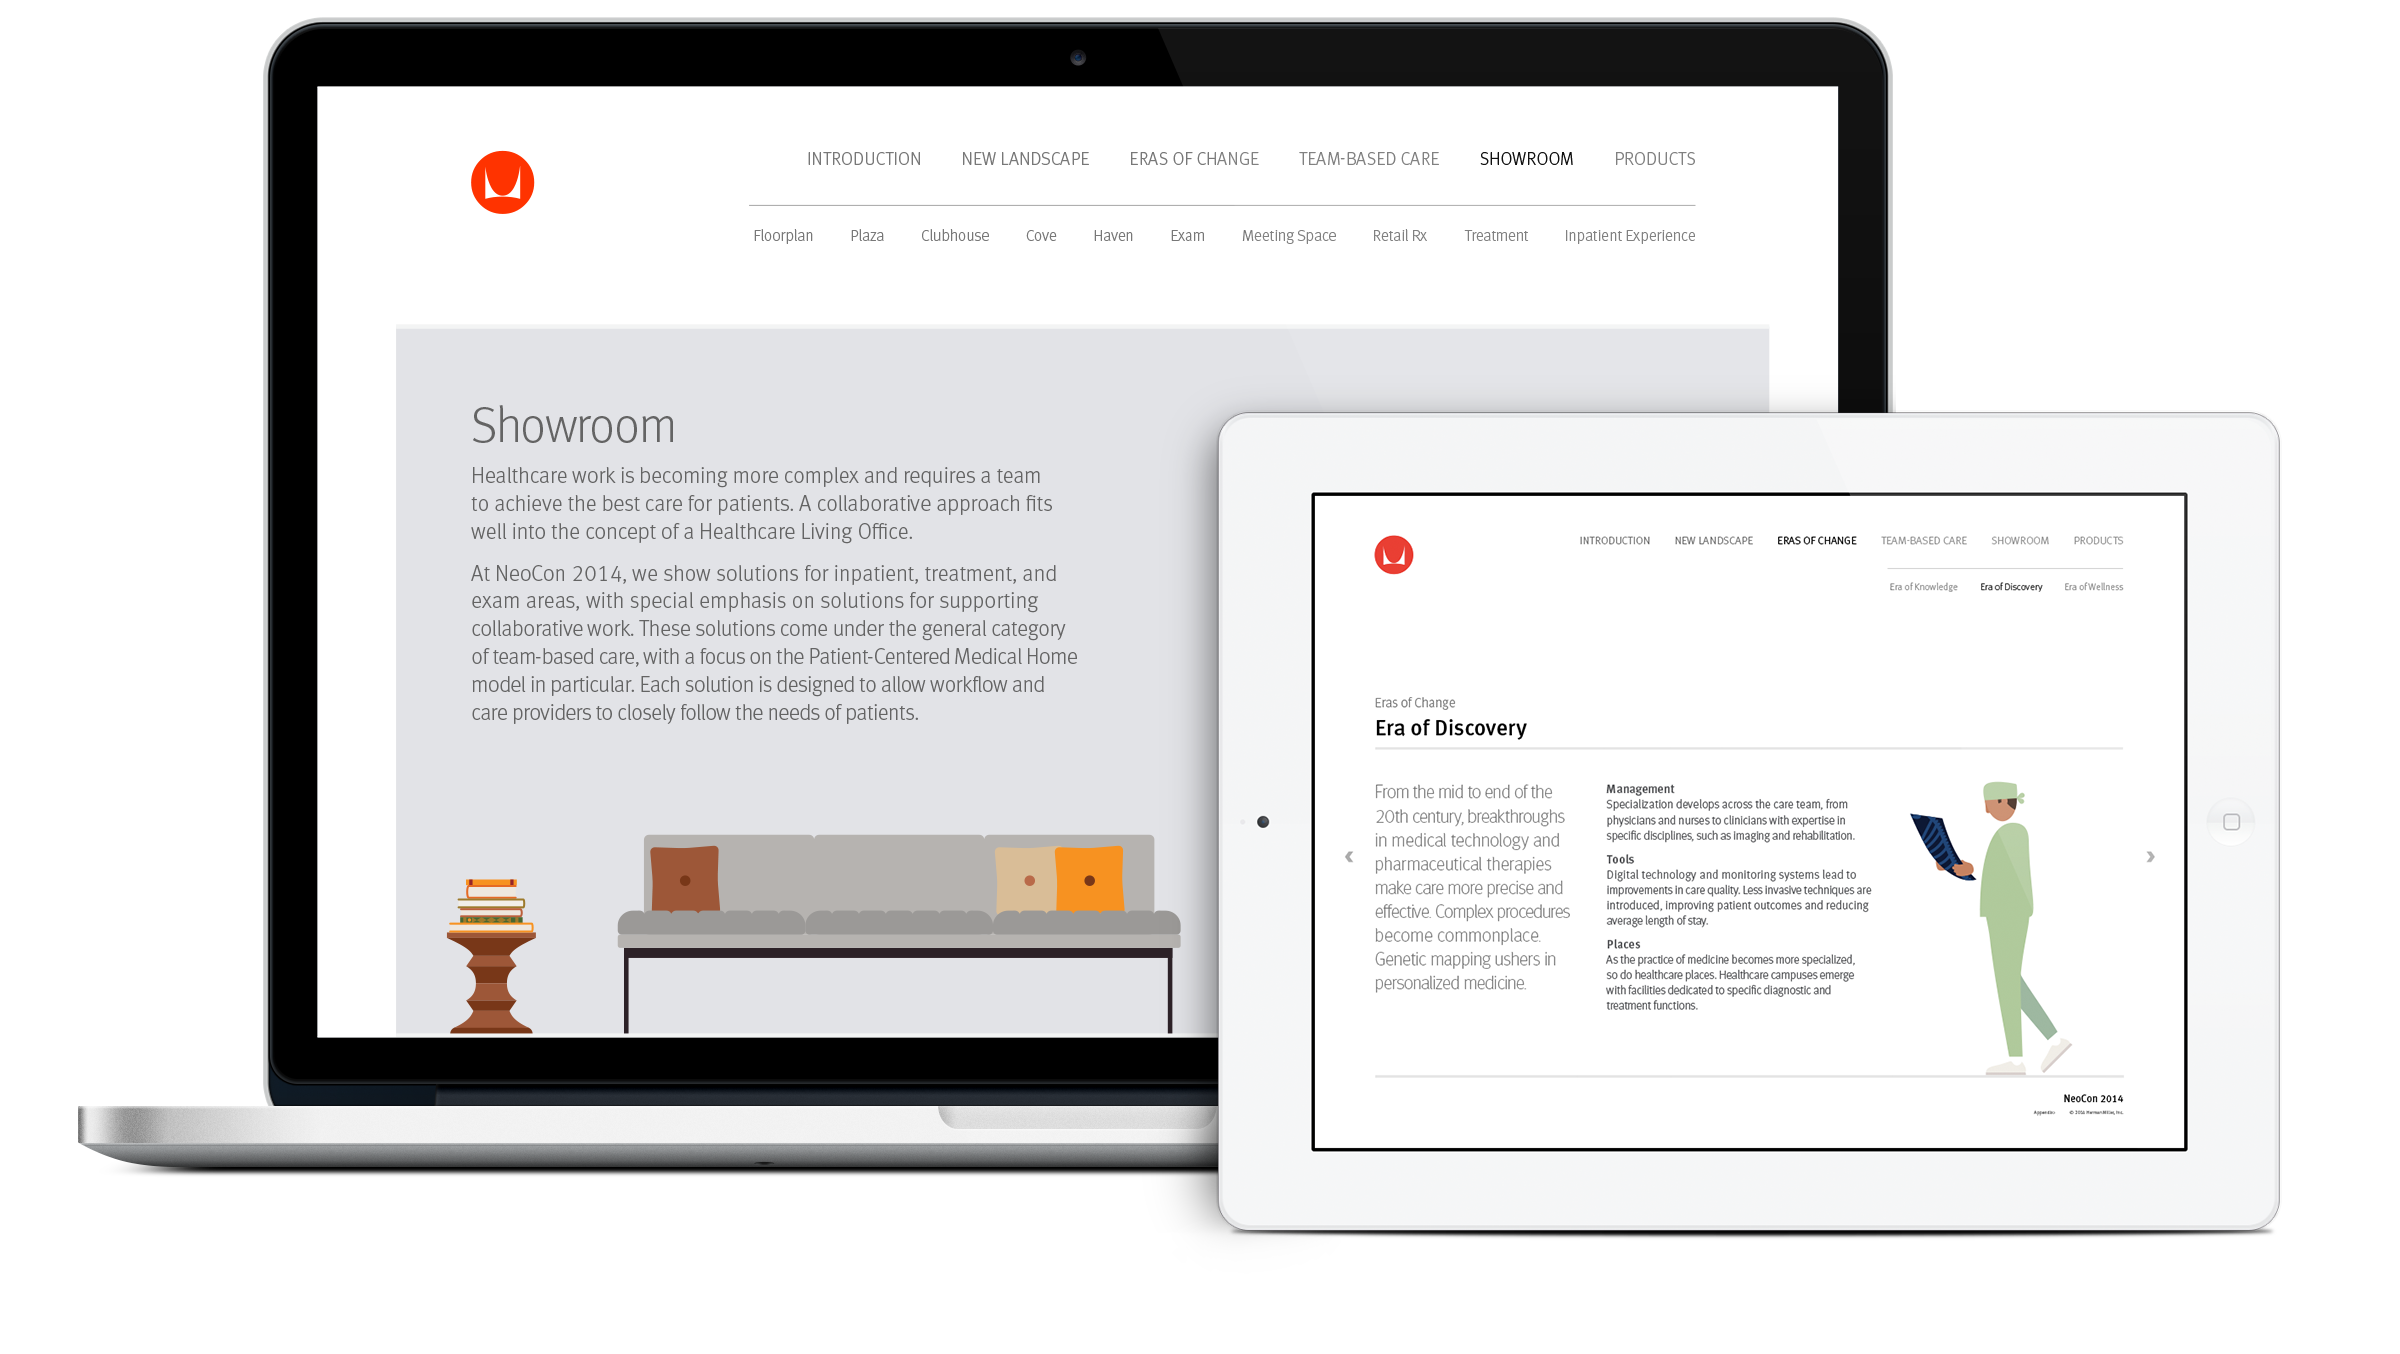 INTRODUCTION NEW LANDSCAPE ERAS OF CHANGE TEAM-BASED CARE SHOWROOM PRODUCTS
Floorplan Plaza Clubhouse Cove Haven Exam Meeting Space Retail Rx Treatment Inpatient Experience
Showroom
Healthcare work is becoming more complex and requires a team
to achieve the best care for patients. A collaborative approach fits
well into the concept of a Healthcare Living Office.
At NeoCon 2014, we show solutions for inpatient, treatment, and
exam areas, with special emphasis on solutions for supporting
collaborative work. These solutions come under the general category
of team-based care, with a focus on the Patient-Centered Medical Home
model in particular. Each solution is designed to allow workflow and
care providers to closely follow the needs of patients.
INTRODUCTION NEW LANDSCAPE ERAS OF CHANGE TEAM-BASED CARE SHOWROOM PRODUCTS
Era of Knowledge Era of Discovery Era of Wellness
Eras of Change
Era of Discovery
From the mid to end of the
20th century, breakthroughs
in medical technology and
pharmaceutical therapies
make care more precise and
effective. Complex procedures
become commonplace.
Genetic mapping ushers in
personalized medicine.
Management
Specialization develops across the care team, from
physicians and nurses to clinicians with expertise in
specific disciplines, such as imaging and rehabilitation.
Tools
Digital technology and monitoring systems lead to
improvements in care quality. Less invasive techniques are
introduced, improving patient outcomes and reducing
average length of stay.
Places
As the practice of medicine becomes more specialized,
so do healthcare places. Healthcare campuses emerge
with facilities dedicated to specific diagnostic and
treatment functions.
NeoCon 2014
© 2014 Herman Miller, Inc.